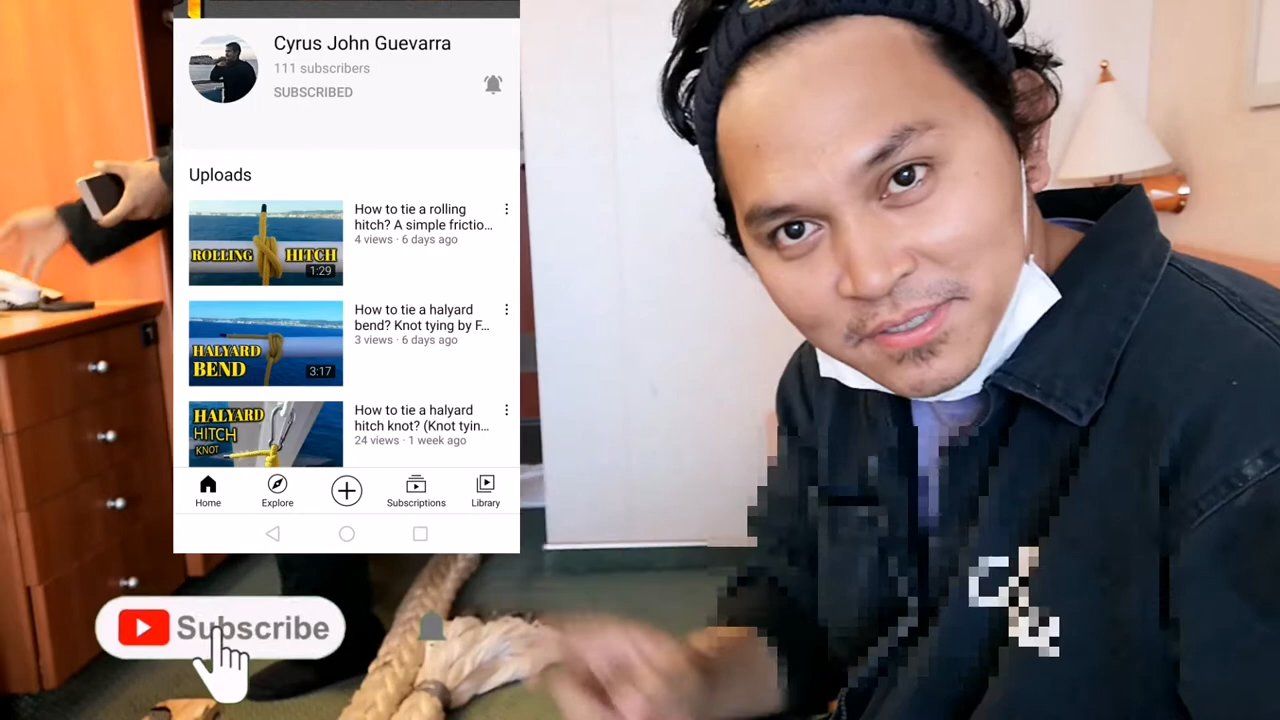 Cyrus John Guevarra
111 subscribers
SUBSCRIBED
Uploads
How to tie a rolling
hitch? A simple frictio...
4 views · 6 days ago
ROLLING HITCH
1:29
How to tie a halyard
bend? Knot tying by F...
3 views · 6 days ago
HALYARD
BEND
3:17
How to tie a halyard
hitch knot? (Knot tyin...
24 views · 1 week ago
HALYARD
HITCH
KNOT
Home Explore Subscriptions Library
Subscribe